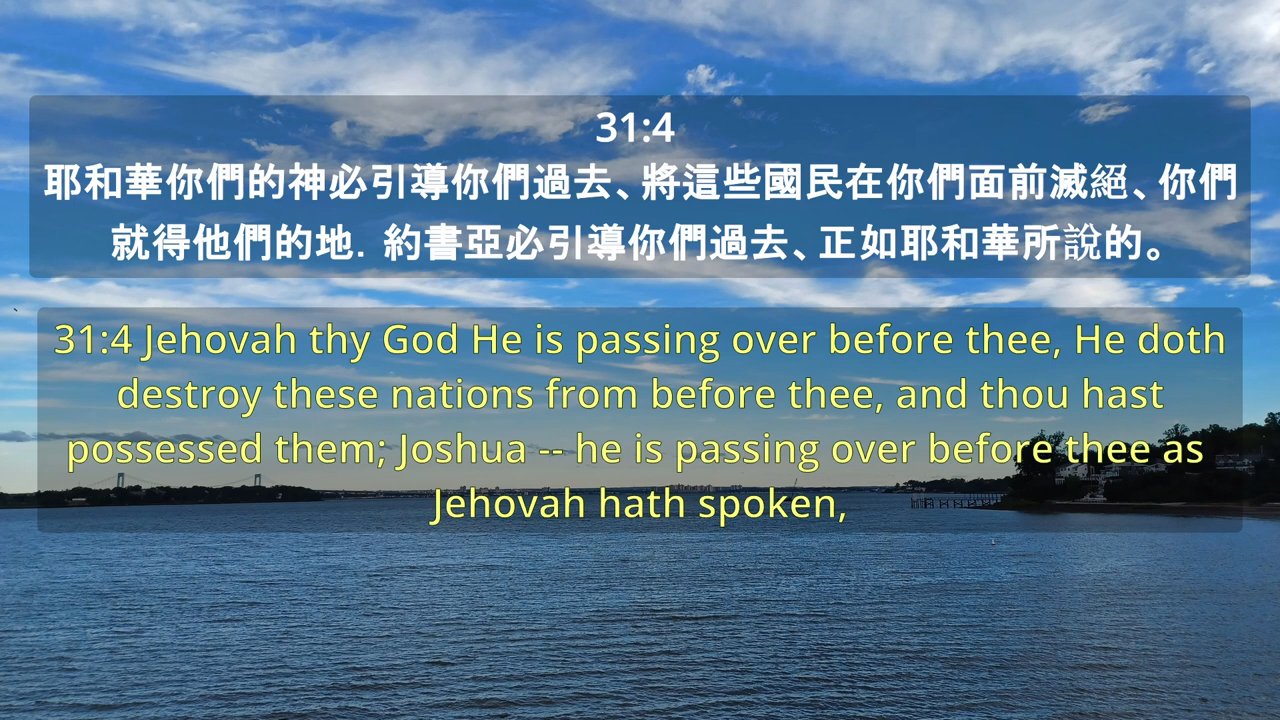 31:4
耶和華你們的神必引導你們過去、將這些國民在你們面前滅絕、你們
就得他們的地. 約書亞必引導你們過去、正如耶和華所說的。
31:4 Jehovah thy God He is passing over before thee, He doth
destroy these nations from before thee, and thou hast
possessed them; Joshua -- he is passing over before thee as
Jehovah hath spoken,